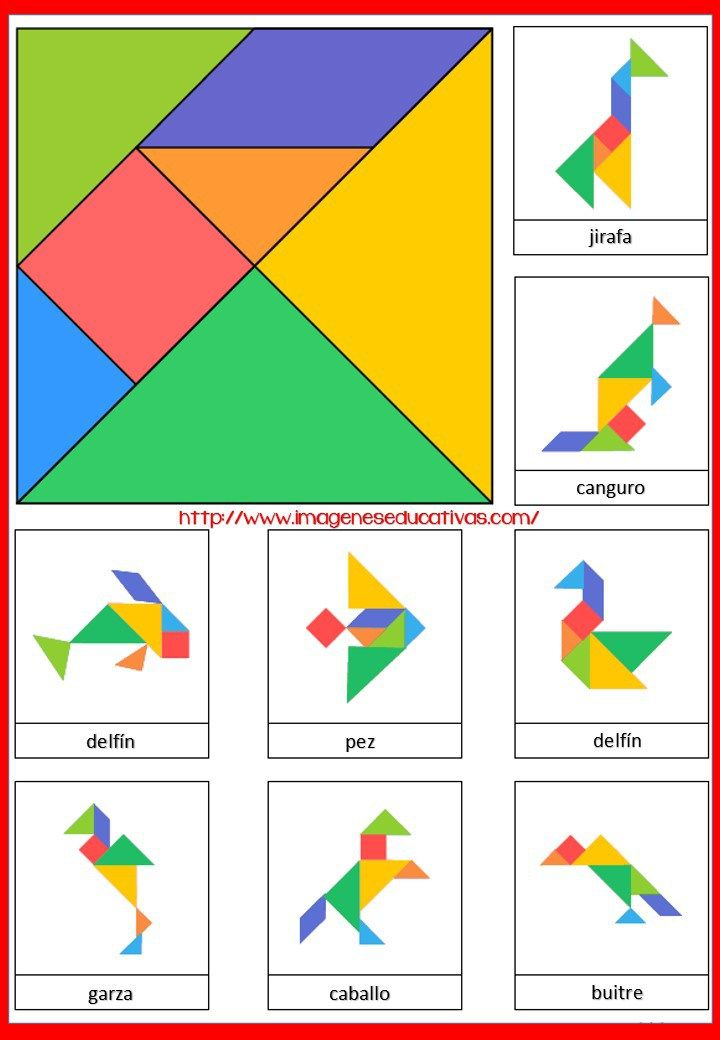 jirafa
canguro
http://www.imageneseducativas.com/
delfín
pez
delfín
garza
caballo
buitre